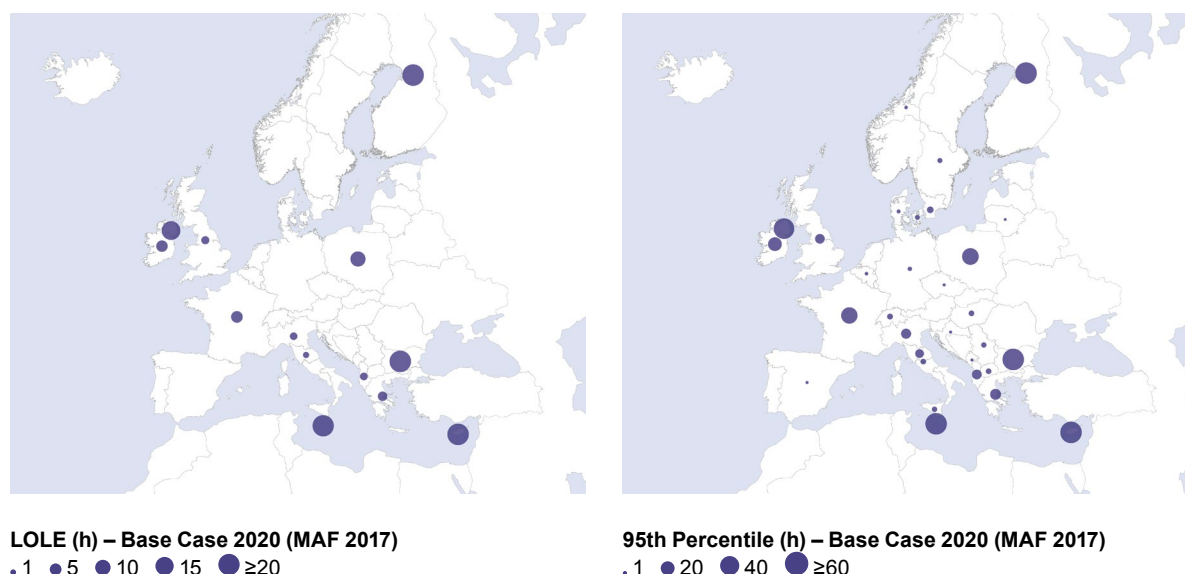 LOLE (h) – Base Case 2020 (MAF 2017)
1 5 10 15 ≥20
95th Percentile (h) – Base Case 2020 (MAF 2017)
1 20 40 ≥60